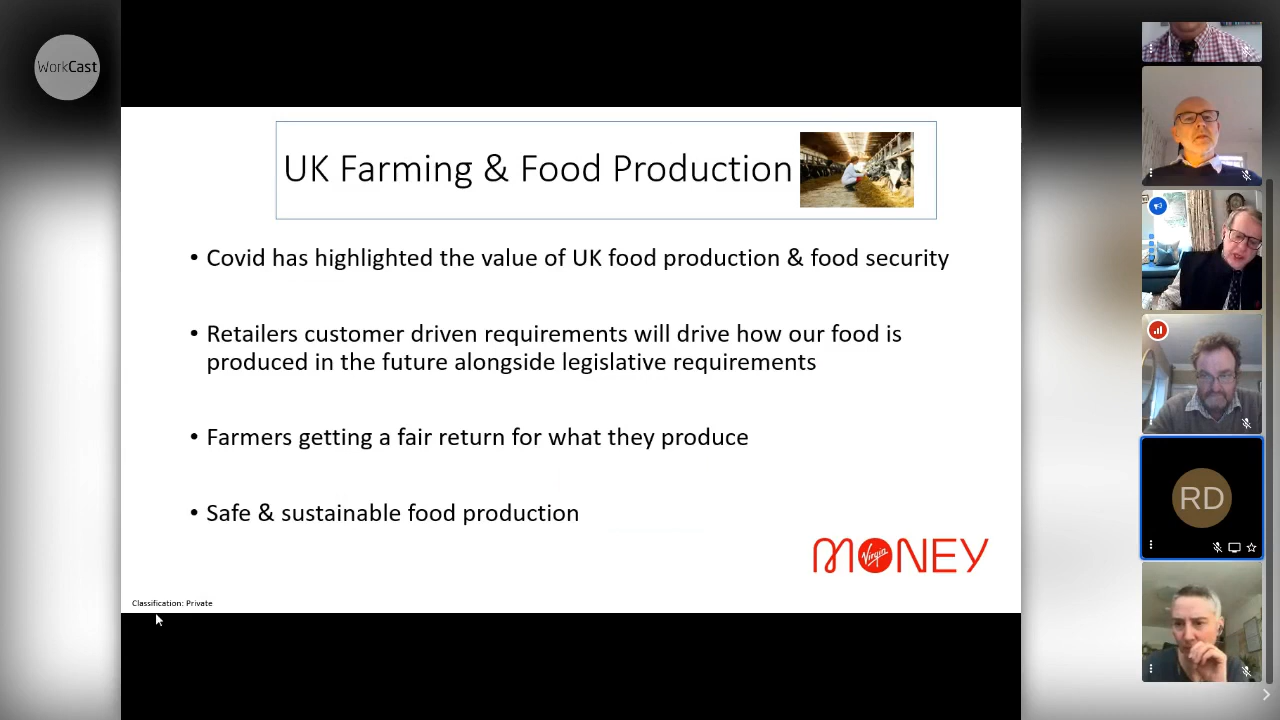 WorkCast
UK Farming & Food Production
• Covid has highlighted the value of UK food production & food security
• Retailers customer driven requirements will drive how our food is
produced in the future alongside legislative requirements
• Farmers getting a fair return for what they produce
• Safe & sustainable food production
Virgin
MONEY
Classification: Private
RD